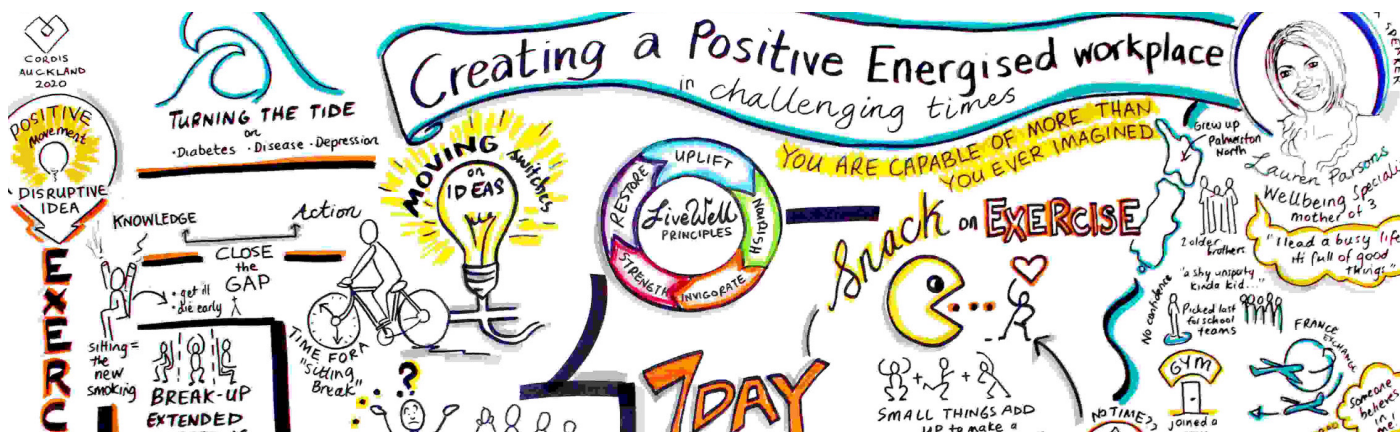 CORDIS
AUCKLAND
2020
POSITIVE
movement
DISRUPTIVE
IDEA
EXERC
TURNING THE TIDE
on
• Diabetes • Disease • Depression
KNOWLEDGE
Action
CLOSE
the
GAP
• get ill
• die early
sitting =
the
new
smoking
BREAK-UP
EXTENDED
TIME FOR A
"sitting
Break"
Creating a Positive Energised workplace
in challenging times
MOVING
switches
on
IDEAS
?
UPLIFT
NOURISH
INVIGORATE
STRENGTH
RESTORE
LiveWell
PRINCIPLES
7 DAY
YOU ARE CAPABLE OF MORE THAN
YOU EVER IMAGINED
Snack on EXERCISE
SMALL THINGS ADD
UP to make a
NO TIME??
Grew up
Palmerston
North
SPEAKER
Lauren Parsons
Wellbeing Speciali
mother of 3
2 older
brothers
"I lead a busy life
it's full of good
things"
"a shy unsporty
kinda kid..."
No confidence
Picked last
for school
teams
FRANCE
EXCHANGE
GYM
joined a
someone
believes
in
me